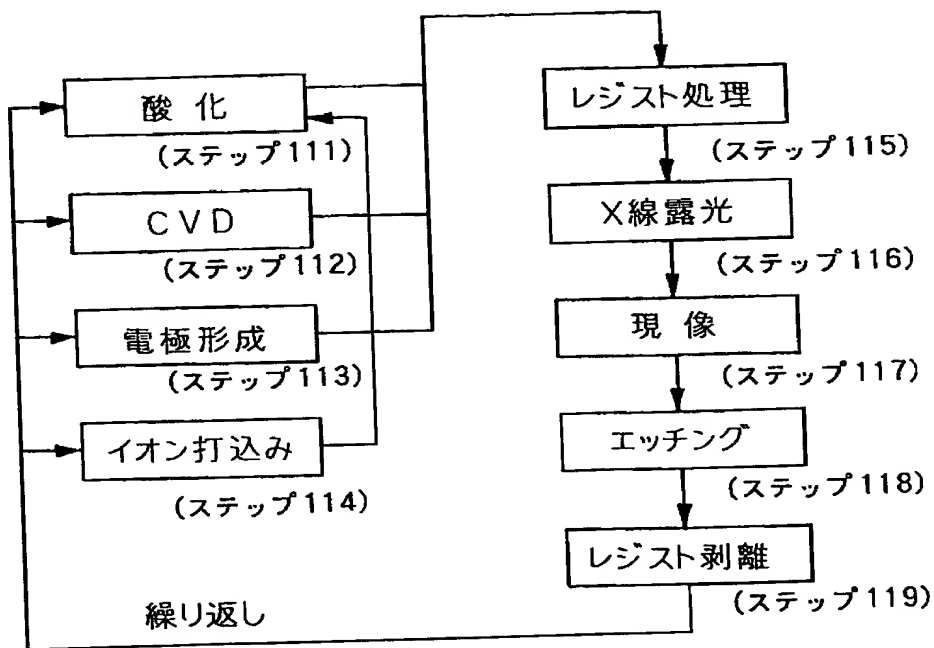 酸化
(ステップ111)
CVD
(ステップ112)
電極形成
(ステップ113)
イオン打込み
(ステップ114)
繰り返し
レジスト処理
(ステップ115)
X線露光
(ステップ116)
現像
(ステップ117)
エッチング
(ステップ118)
レジスト剥離
(ステップ119)